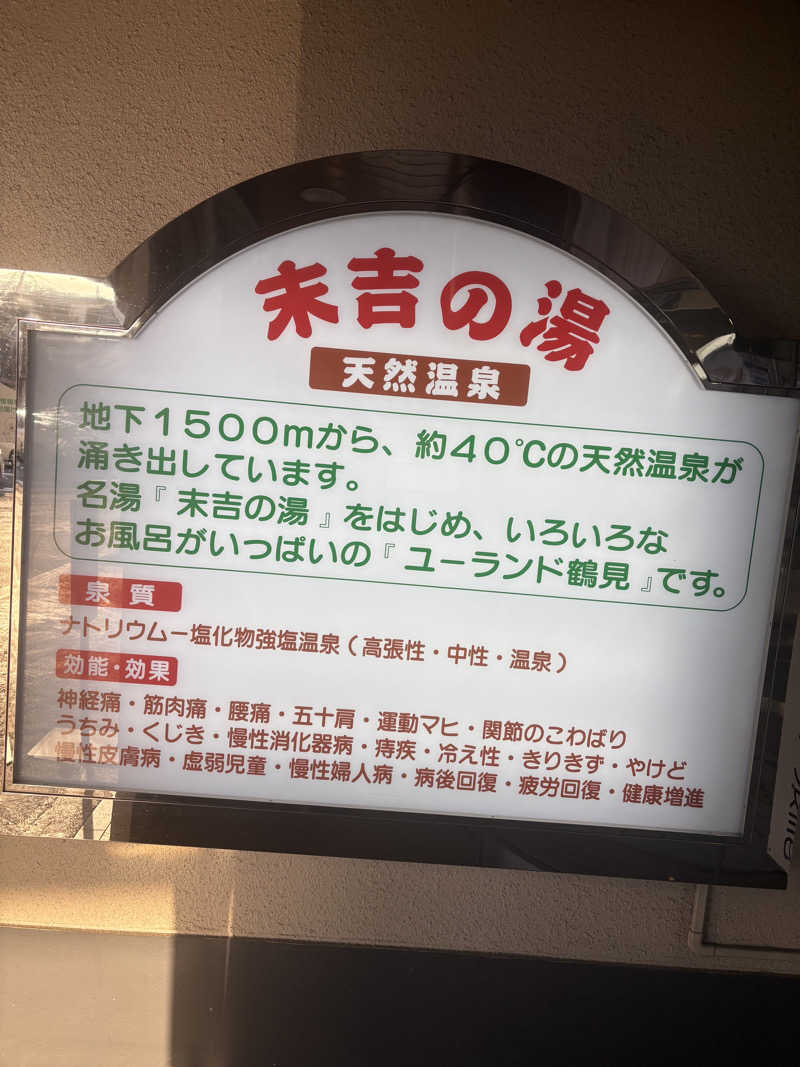 末吉の湯
天然温泉
地下1500mから、約40℃の天然温泉が
涌き出しています。
名湯『末吉の湯』をはじめ、いろいろな
お風呂がいっぱいの『ユーランド鶴見』です。
泉質
ナトリウムー塩化物強塩温泉(高張性・中性・温泉)
効能・効果
神経痛・筋肉痛・腰痛・五十肩・運動マヒ・関節のこわばり
うちみ・くじき・慢性消化器病・痔疾・冷え性・きりきず・やけど
慢性皮膚病・虚弱児童・慢性婦人病・病後回復・疲労回復・健康増進